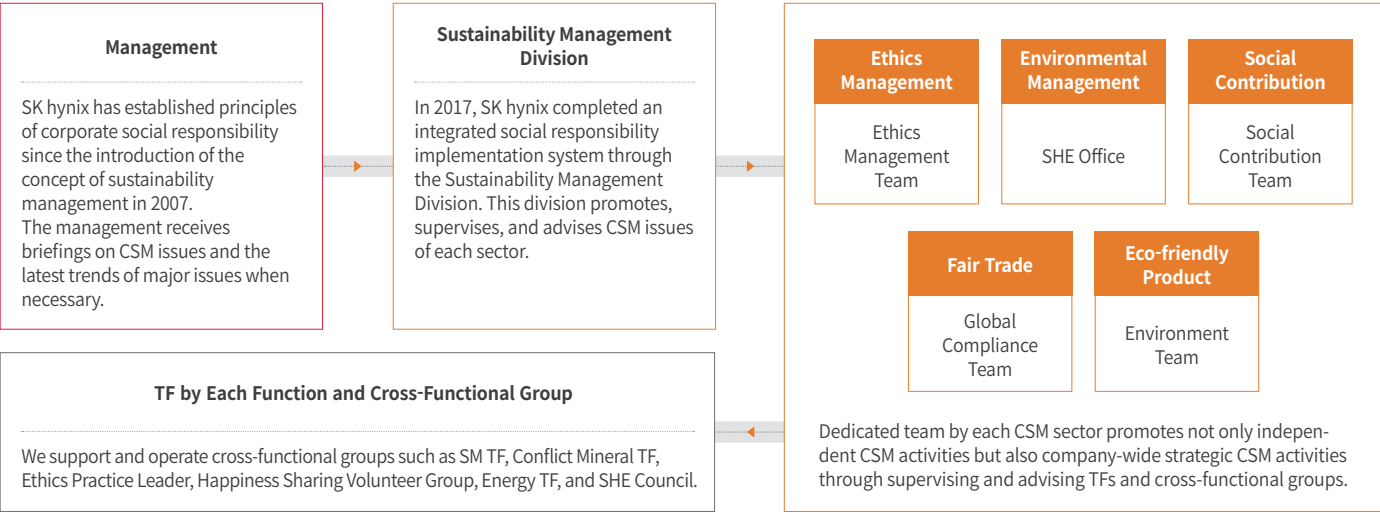 Management
SK hynix has established principles
of corporate social responsibility
since the introduction of the
concept of sustainability
management in 2007.
The management receives
briefings on CSM issues and the
latest trends of major issues when
necessary.
Sustainability Management
Division
In 2017, SK hynix completed an
integrated social responsibility
implementation system through
the Sustainability Management
Division. This division promotes,
supervises, and advises CSM issues
of each sector.
Ethics
Management
Ethics
Management
Team
Environmental
Management
SHE Office
Social
Contribution
Social
Contribution
Team
Fair Trade
Global
Compliance
Team
Eco-friendly
Product
Environment
Team
Dedicated team by each CSM sector promotes not only indepen-
dent CSM activities but also company-wide strategic CSM activities
through supervising and advising TFs and cross-functional groups.
TF by Each Function and Cross-Functional Group
We support and operate cross-functional groups such as SM TF, Conflict Mineral TF,
Ethics Practice Leader, Happiness Sharing Volunteer Group, Energy TF, and SHE Council.